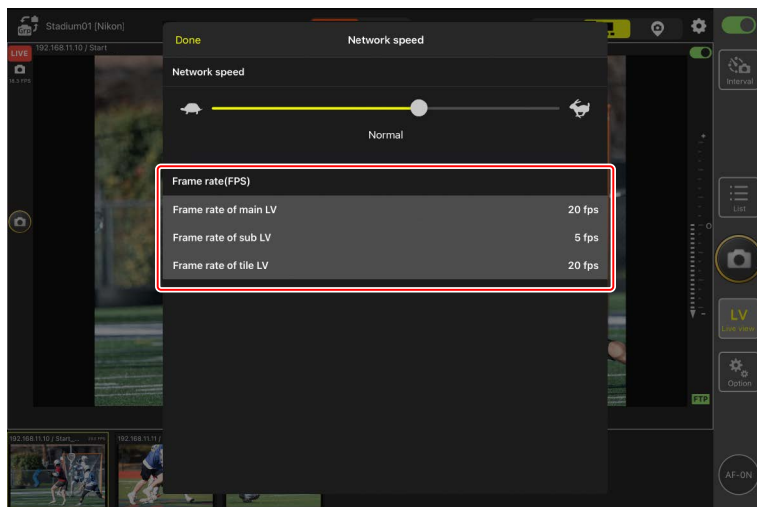 Stadium01 [Nikon]
Done
Network speed
LIVE
192.168.11.10 / Start
Network speed
Interval
Normal
Frame rate(FPS)
Frame rate of main LV 20 fps
Frame rate of sub LV 5 fps
Frame rate of tile LV 20 fps
List
0
LV
Live view
Option
FTP
192.168.11.10 / Start_...
192.168.11.11 /
AF-ON